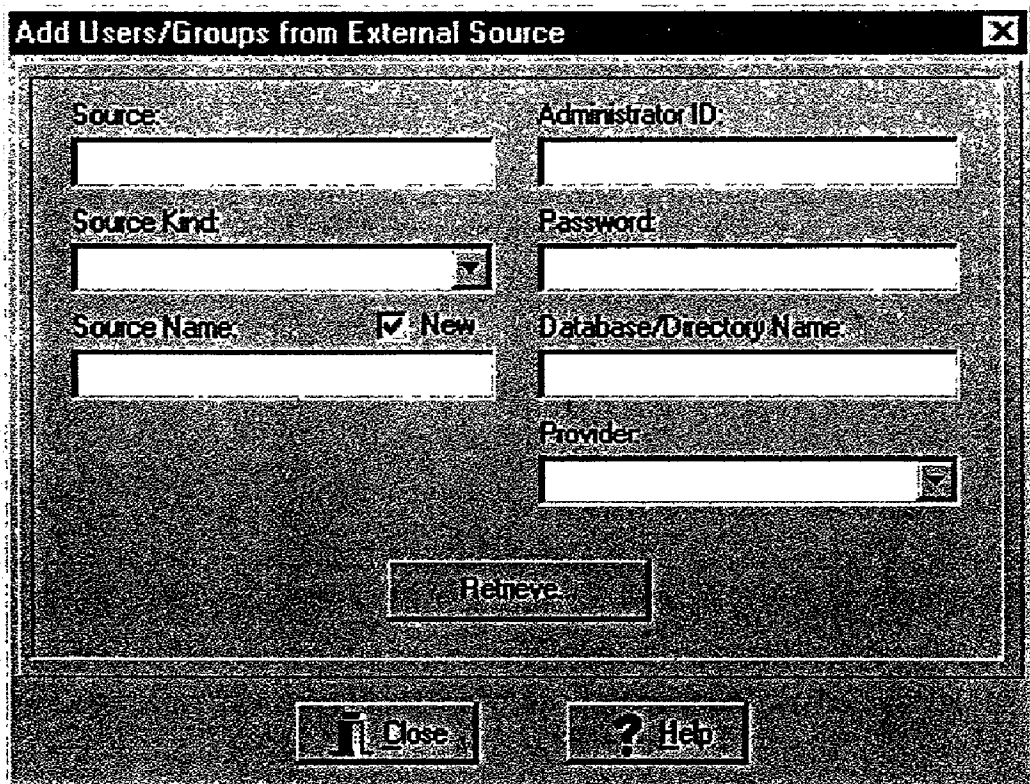 Add Users/Groups from External Source
Source:
Administrator ID:
Source Kind:
Password:
Source Name:
New
Database/Directory Name:
Provider:
Retrieve...
Close
? Help